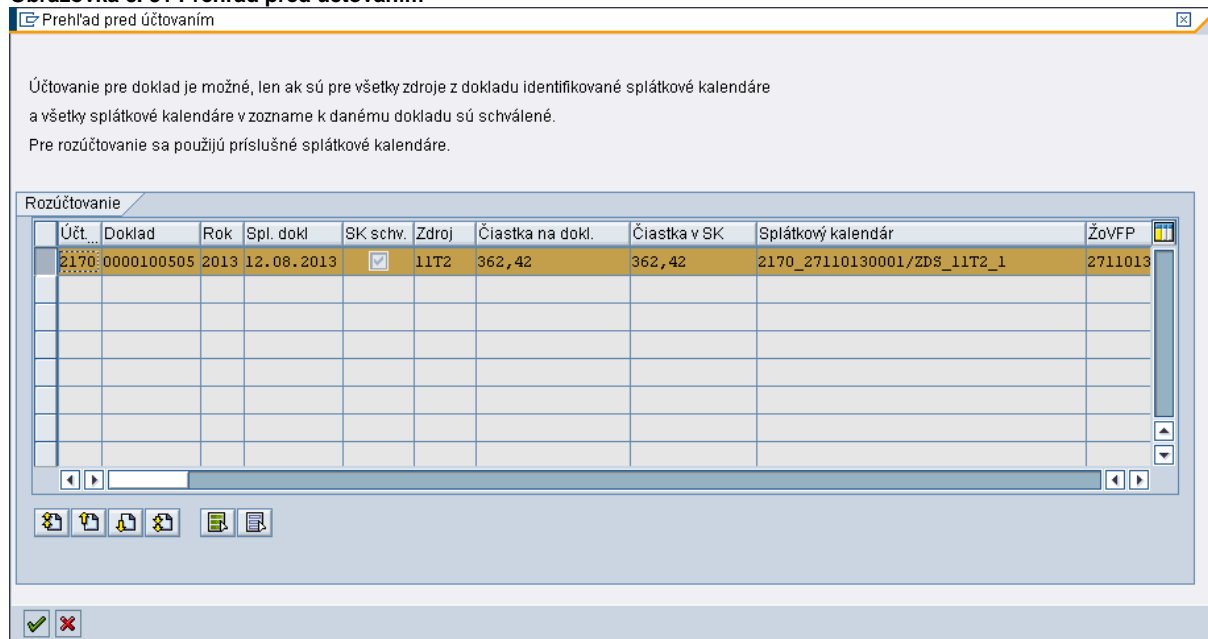 Prehľad pred účtovaním
Účtovanie pre doklad je možné, len ak sú pre všetky zdroje z dokladu identifikované splátkové kalendáre
a všetky splátkové kalendáre v zozname k danému dokladu sú schválené.
Pre rozúčtovanie sa použijú príslušné splátkové kalendáre.
Rozúčtovanie
Účt... Doklad Rok Spl. dokl SK schv. Zdroj Čiastka na dokl. Čiastka v SK Splátkový kalendár ŽoVFP
2170 0000100505 2013 12.08.2013 11T2 362,42 362,42 2170_27110130001/ZDS_11T2_1 2711013